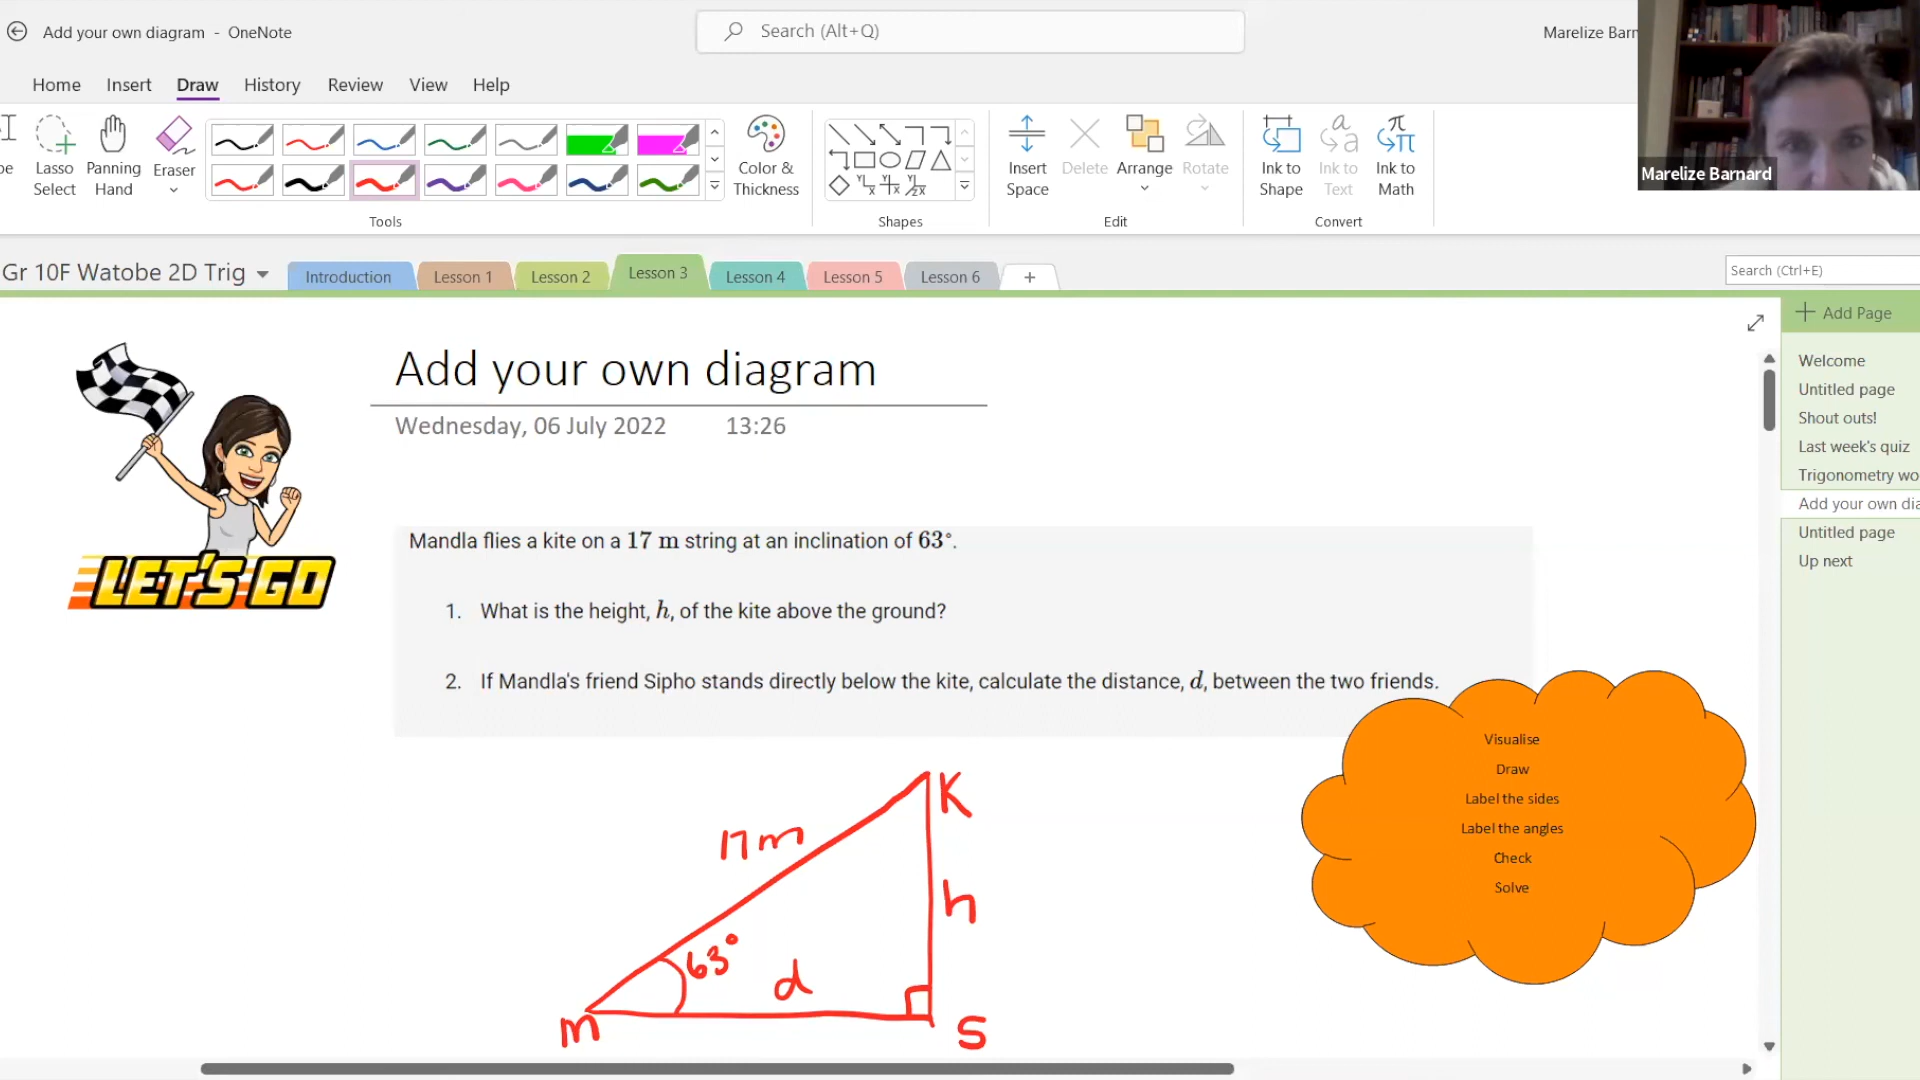 Add your own diagram - OneNote
Search (Alt+Q)
Marelize Barn
Home Insert Draw History Review View Help
Lasso Select
Panning Hand
Eraser
Color & Thickness
Insert Space
Delete
Arrange
Rotate
Ink to Shape
Ink to Text
Ink to Math
Marelize Barnard
Tools
Shapes
Edit
Convert
Gr 10F Watobe 2D Trig
Introduction Lesson 1 Lesson 2 Lesson 3 Lesson 4 Lesson 5 Lesson 6
Search (Ctrl+E)
Add Page
Welcome
Untitled page
Shout outs!
Last week's quiz
Trigonometry wo
Add your own dia
Untitled page
Up next
Add your own diagram
Wednesday, 06 July 2022 13:26
LET'S GO
Mandla flies a kite on a 17 m string at an inclination of 63°.
1. What is the height, h, of the kite above the ground?
2. If Mandla's friend Sipho stands directly below the kite, calculate the distance, d, between the two friends.
Visualise
Draw
Label the sides
Label the angles
Check
Solve
K
17 m
h
63°
d
M
S